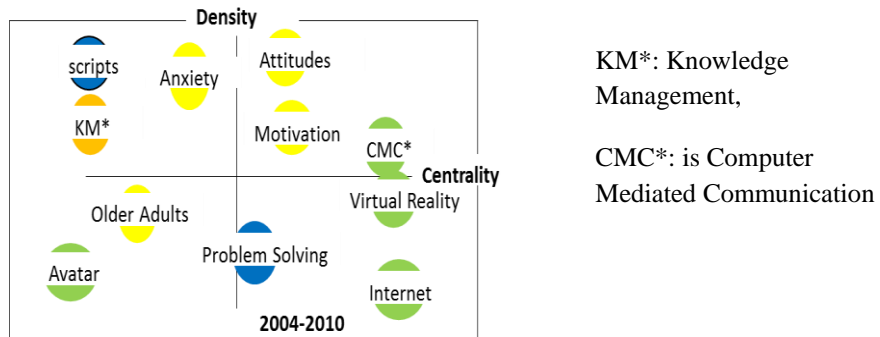 Density
scripts
Anxiety
Attitudes
KM*
Motivation
CMC*
Centrality
Older Adults
Virtual Reality
Avatar
Problem Solving
Internet
2004-2010
KM*: Knowledge
Management,
CMC*: is Computer
Mediated Communication